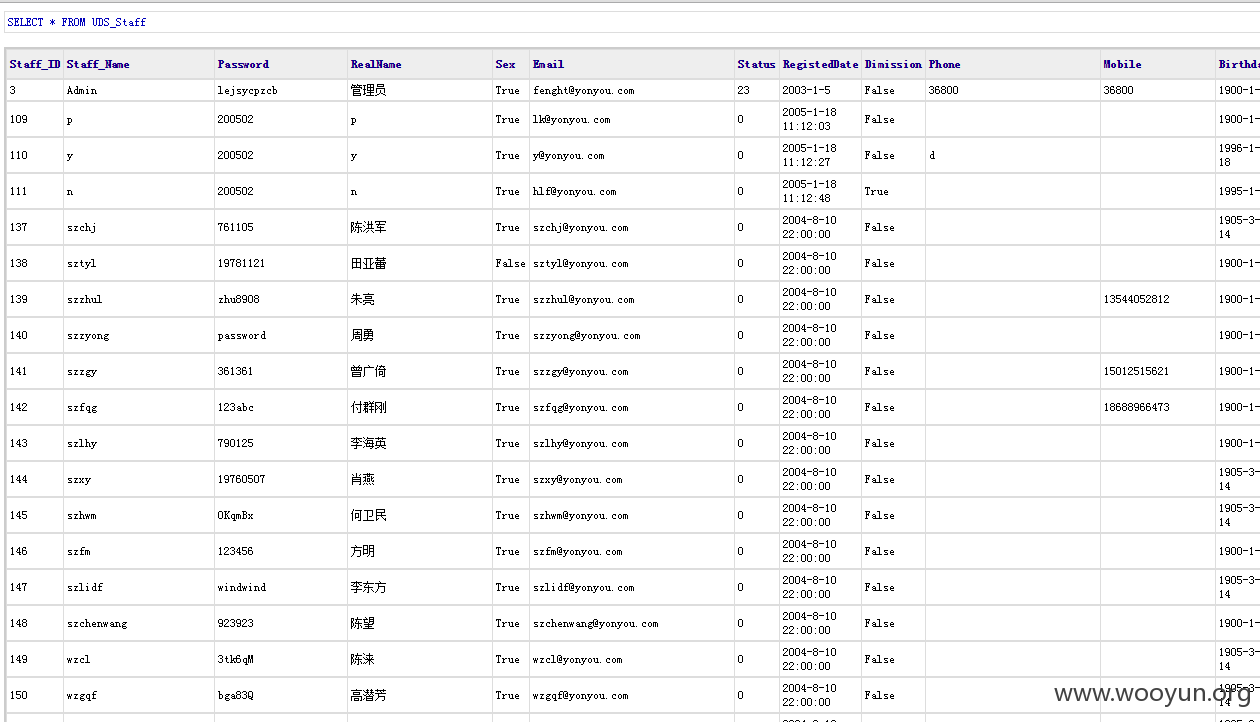 SELECT * FROM UDS_Staff
Staff_ID Staff_Name Password RealName Sex Email Status RegistedDate Dimission Phone Mobile Birthda
3 Admin lejsycpzcb 管理员 True fenght@yonyou.com 23 2003-1-5 False 36800 36800 1900-1-
109 p 200502 p True lk@yonyou.com 0 2005-1-18 11:12:03 False 1900-1-
110 y 200502 y True y@yonyou.com 0 2005-1-18 11:12:27 False d 1996-1-18
111 n 200502 n True hlf@yonyou.com 0 2005-1-18 11:12:48 True 1995-1-
137 szchj 761105 陈洪军 True szchj@yonyou.com 0 2004-8-10 22:00:00 False 1905-3-14
138 sztyl 19781121 田亚蕾 False sztyl@yonyou.com 0 2004-8-10 22:00:00 False 1900-1-
139 szzhul zhu8908 朱亮 True szzhul@yonyou.com 0 2004-8-10 22:00:00 False 13544052812 1900-1-
140 szzyong password 周勇 True szzyong@yonyou.com 0 2004-8-10 22:00:00 False 1900-1-
141 szzgy 361361 曾广倚 True szzgy@yonyou.com 0 2004-8-10 22:00:00 False 15012515621 1900-1-
142 szfqg 123abc 付群刚 True szfqg@yonyou.com 0 2004-8-10 22:00:00 False 18688966473 1900-1-
143 szlhy 790125 李海英 True szlhy@yonyou.com 0 2004-8-10 22:00:00 False 1900-1-
144 szxy 19760507 肖燕 True szxy@yonyou.com 0 2004-8-10 22:00:00 False 1905-3-14
145 szhwm OKqmBx 何卫民 True szhwm@yonyou.com 0 2004-8-10 22:00:00 False 1905-3-14
146 szfm 123456 方明 True szfm@yonyou.com 0 2004-8-10 22:00:00 False 1900-1-
147 szlidf windwind 李东方 True szlidf@yonyou.com 0 2004-8-10 22:00:00 False 1905-3-14
148 szchenwang 923923 陈望 True szchenwang@yonyou.com 0 2004-8-10 22:00:00 False 1900-1-
149 wzcl 3tk6qM 陈涞 True wzcl@yonyou.com 0 2004-8-10 22:00:00 False 1905-3-14
150 wzgqf bga83Q 高潜芳 True wzgqf@yonyou.com 0 2004-8-10 22:00:00 False 1905-3-14
www.wooyun.org